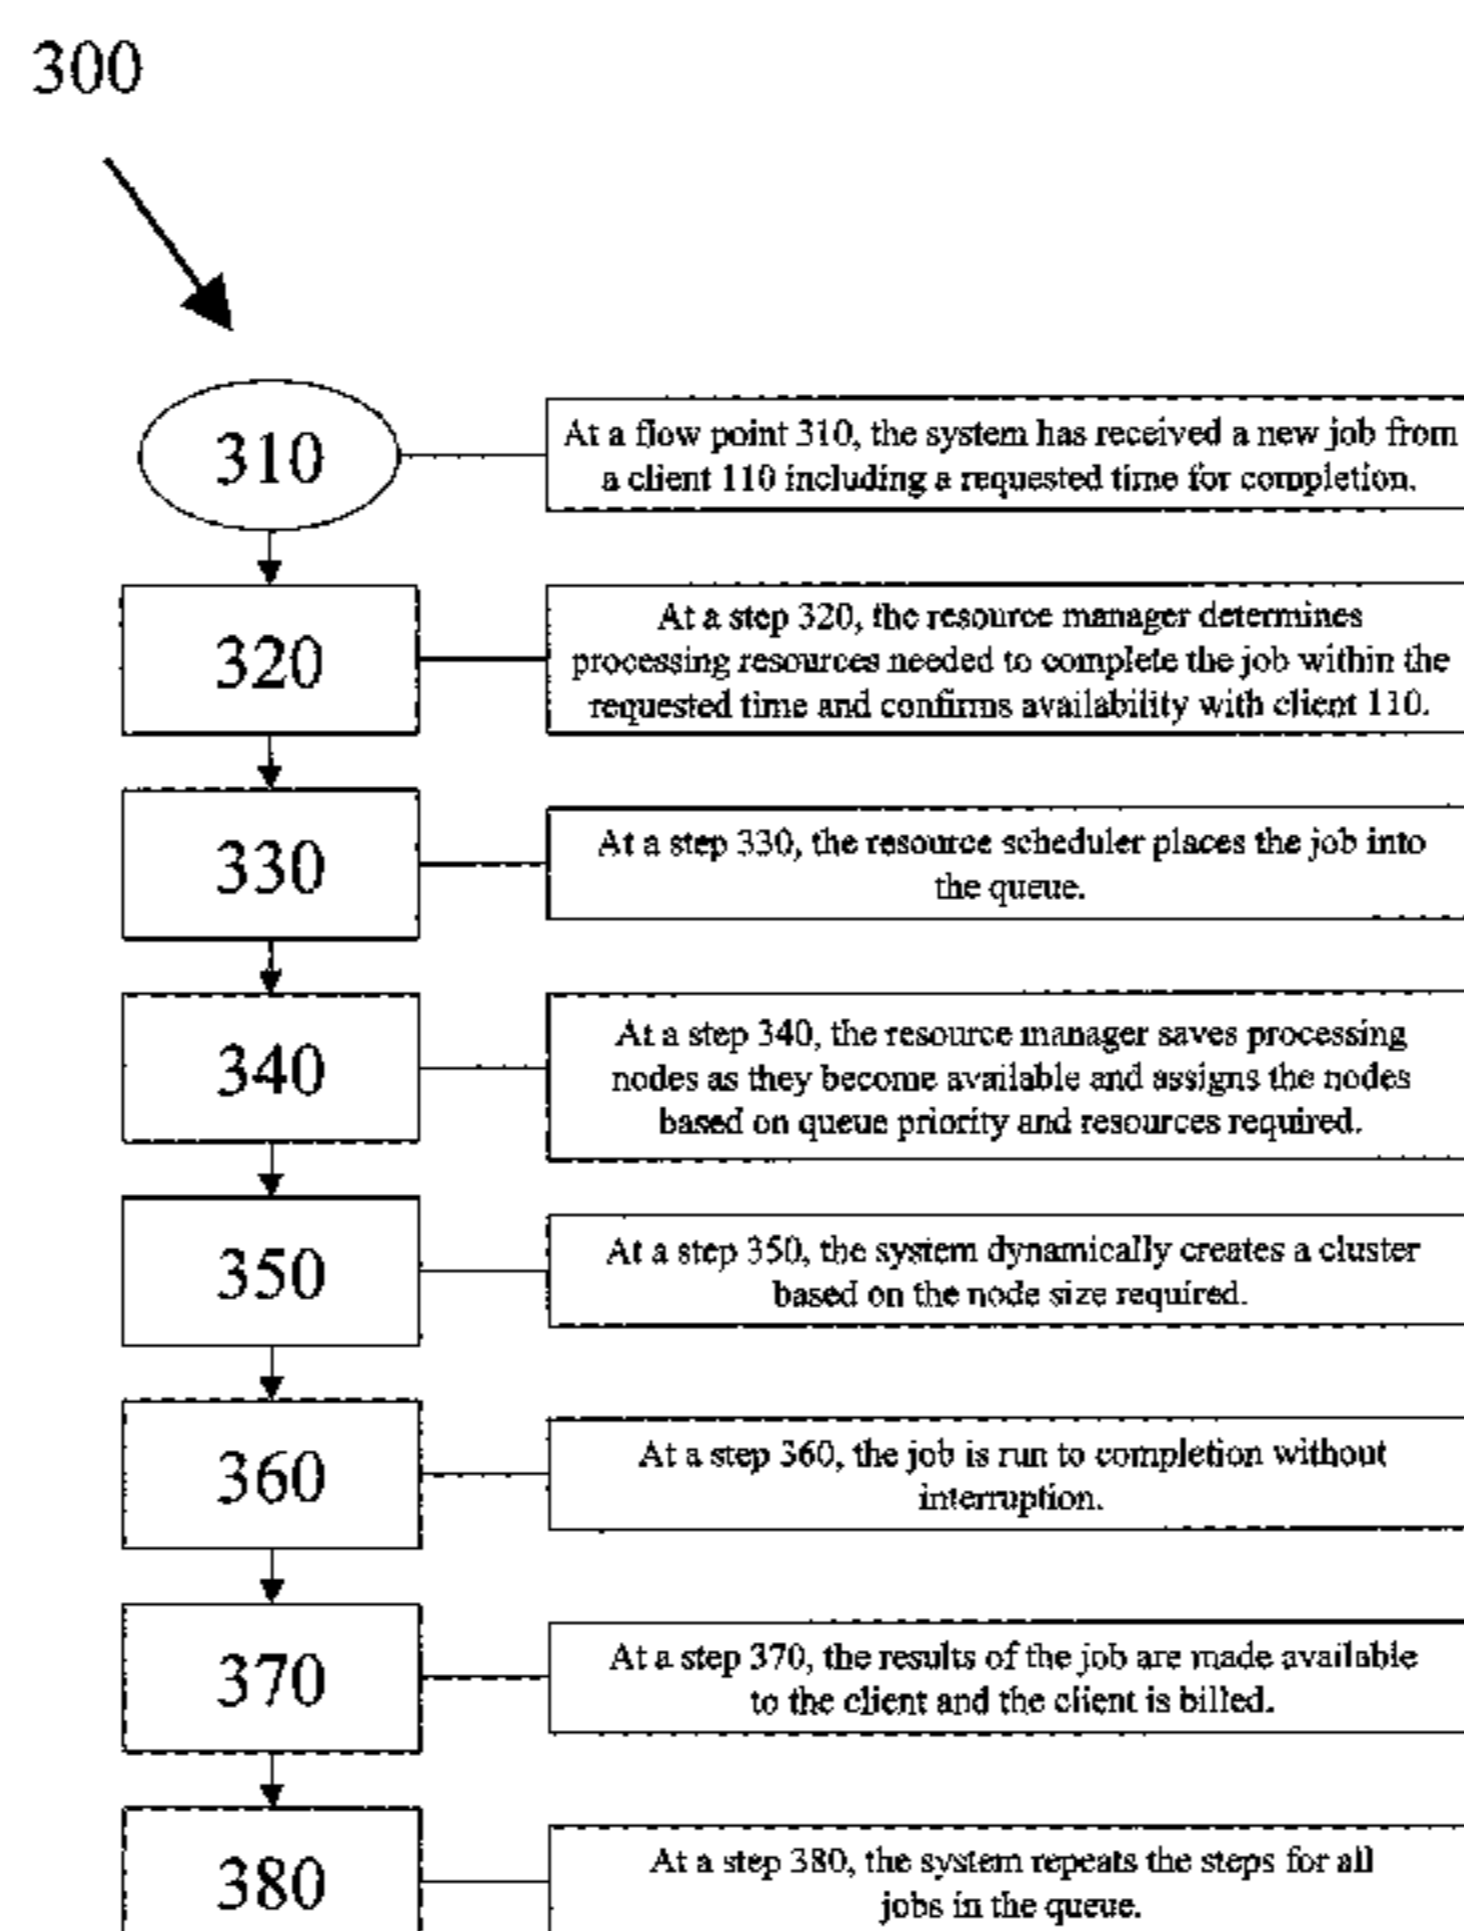 300
310
At a flow point 310, the system has received a new job from
a client 110 including a requested time for completion.
320
At a step 320, the resource manager determines
processing resources needed to complete the job within the
requested time and confirms availability with client 110.
330
At a step 330, the resource scheduler places the job into
the queue.
340
At a step 340, the resource manager saves processing
nodes as they become available and assigns the nodes
based on queue priority and resources required.
350
At a step 350, the system dynamically creates a cluster
based on the node size required.
360
At a step 360, the job is run to completion without
interruption.
370
At a step 370, the results of the job are made available
to the client and the client is billed.
380
At a step 380, the system repeats the steps for all
jobs in the queue.